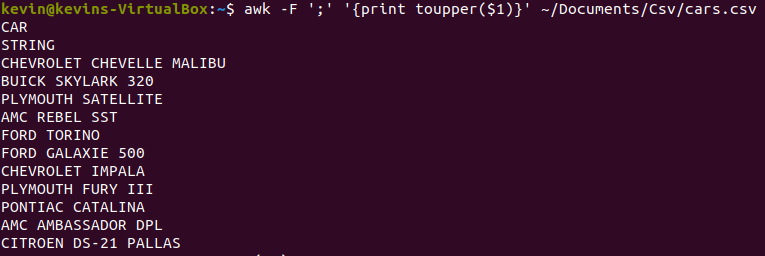 kevin@kevins-VirtualBox:~$ awk -F ';' '{print toupper($1)}' ~/Documents/Csv/cars.csv
CAR
STRING
CHEVROLET CHEVELLE MALIBU
BUICK SKYLARK 320
PLYMOUTH SATELLITE
AMC REBEL SST
FORD TORINO
FORD GALAXIE 500
CHEVROLET IMPALA
PLYMOUTH FURY III
PONTIAC CATALINA
AMC AMBASSADOR DPL
CITROEN DS-21 PALLAS